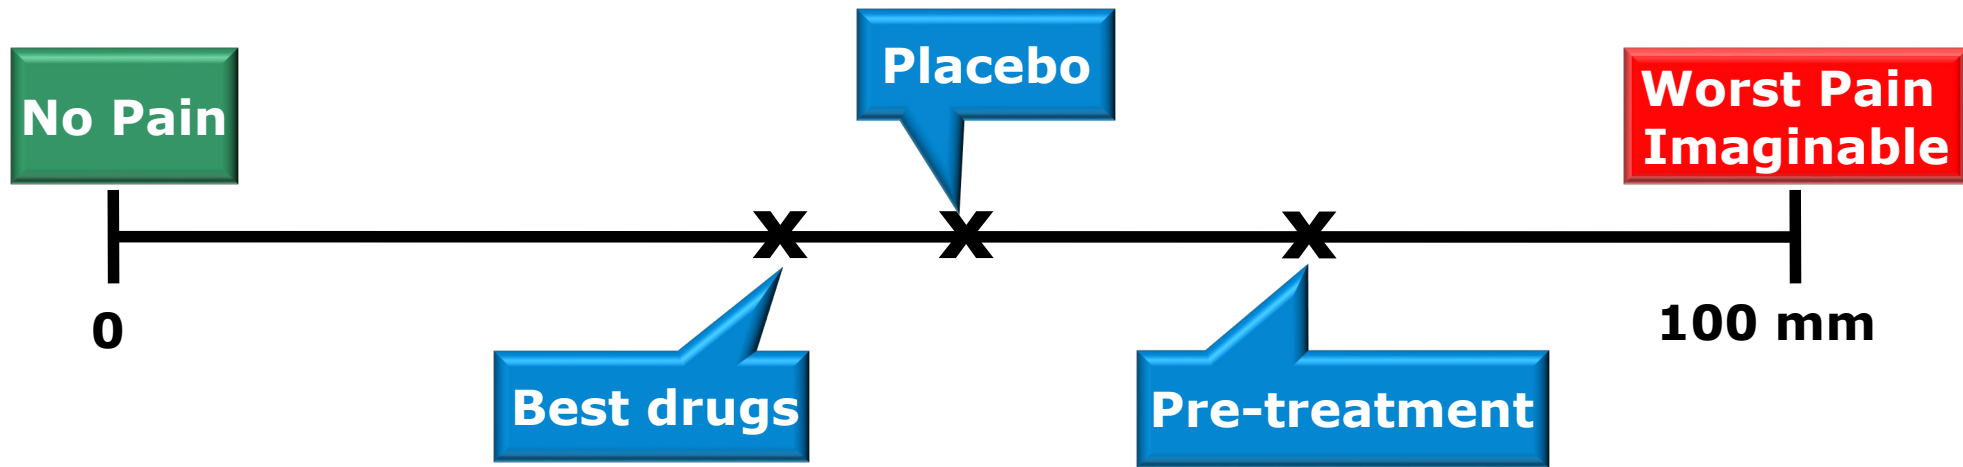 Placebo
No Pain
Worst Pain
Imaginable
x x x
0
100 mm
Best drugs
Pre-treatment